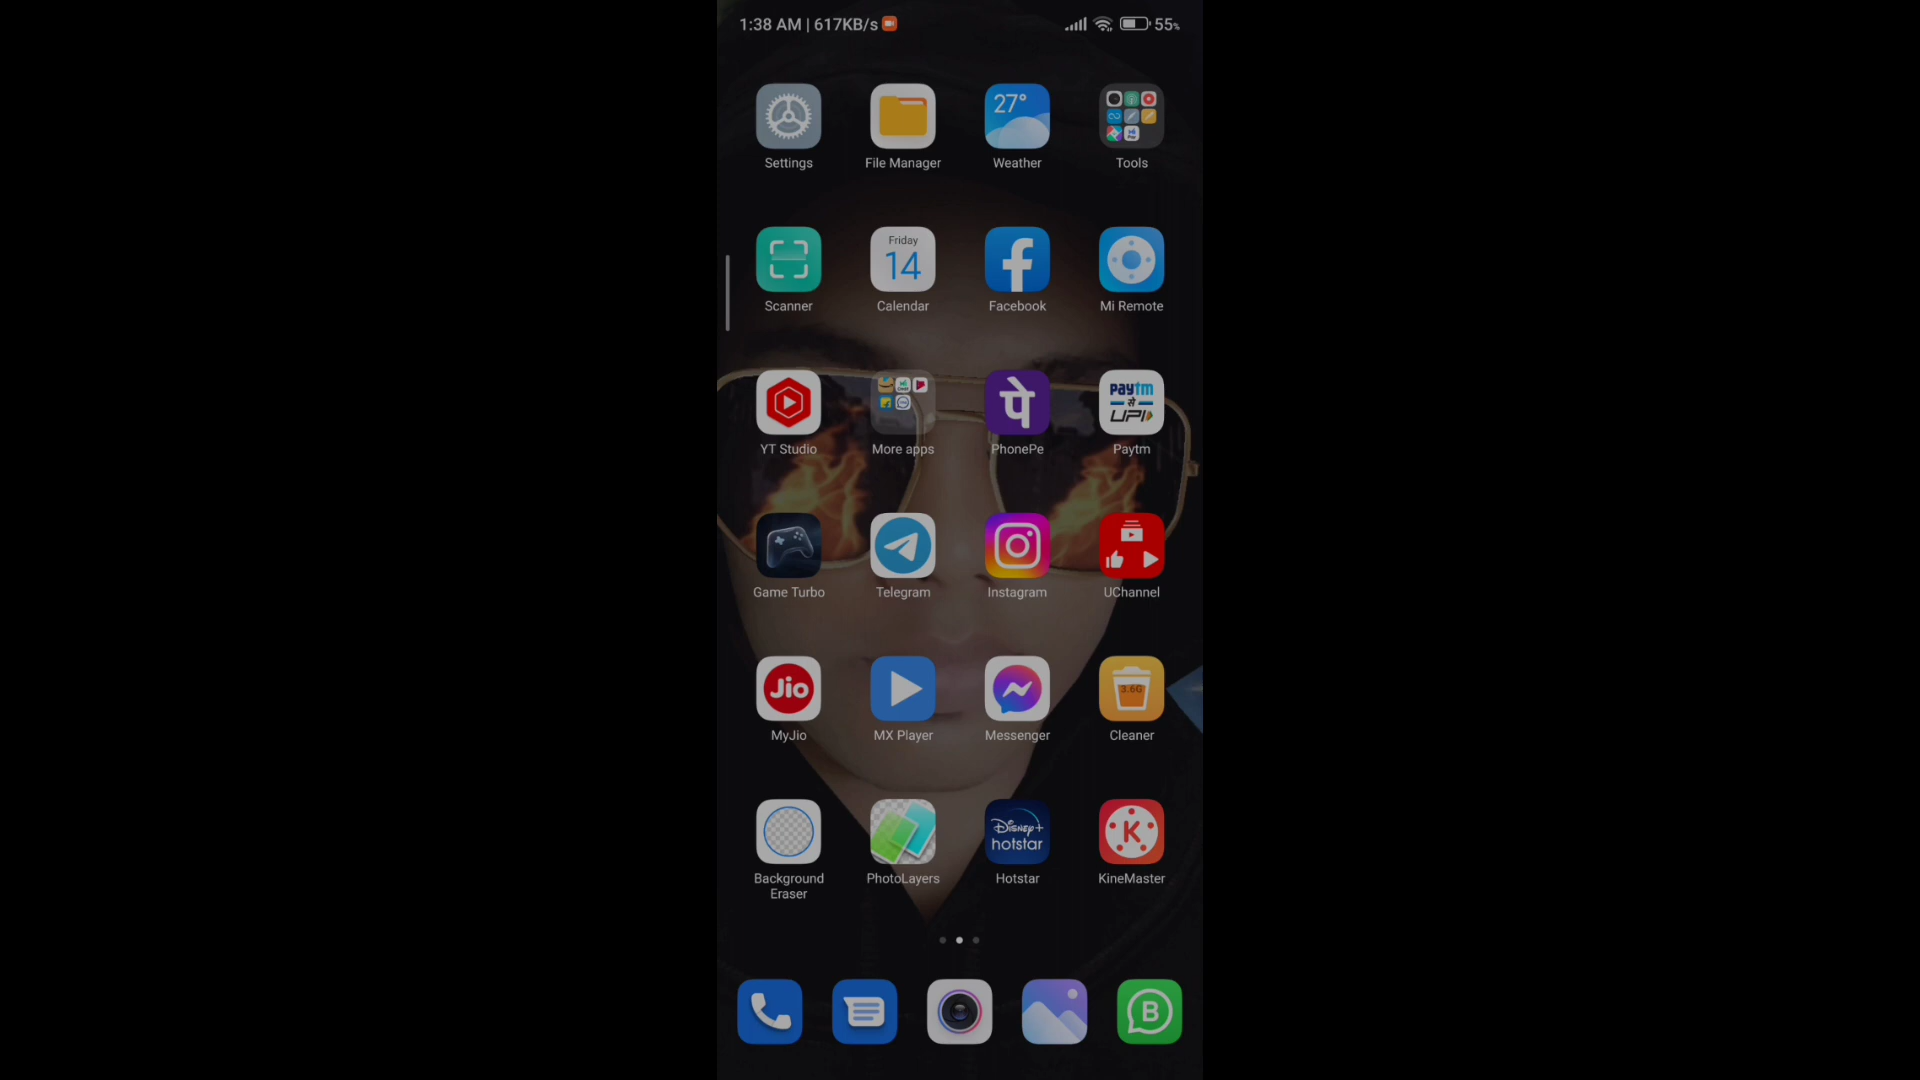 1:38 AM | 617KB/s
55%
27°
Settings
File Manager
Weather
Tools
Friday
14
Scanner
Calendar
Facebook
Mi Remote
पे
paytm
से
UPI
YT Studio
More apps
PhonePe
Paytm
Game Turbo
Telegram
Instagram
UChannel
Jio
3.6G
MyJio
MX Player
Messenger
Cleaner
Disney+
hotstar
K
Background
Eraser
PhotoLayers
Hotstar
KineMaster
B